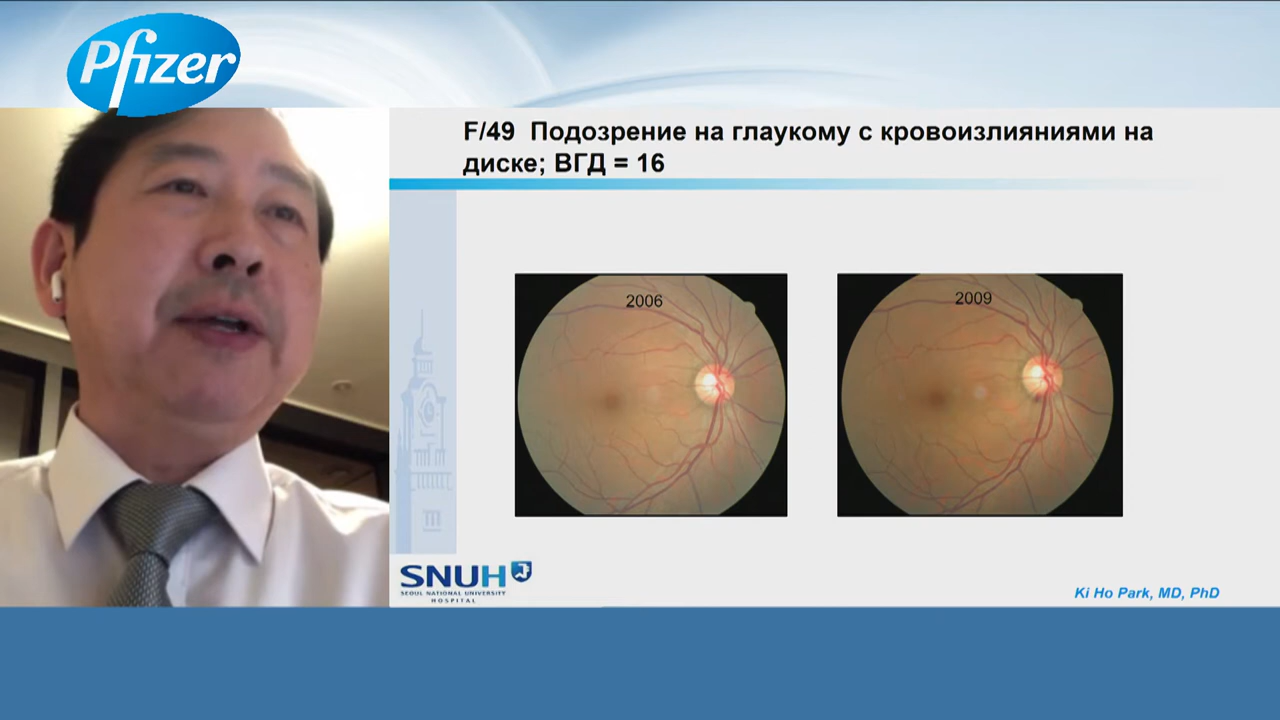 Pfizer
F/49 Подозрение на глаукому с кровоизлияниями на
диске; ВГД = 16
2006
2009
SNUH
SEOUL NATIONAL UNIVERSITY
HOSPITAL
Ki Ho Park, MD, PhD